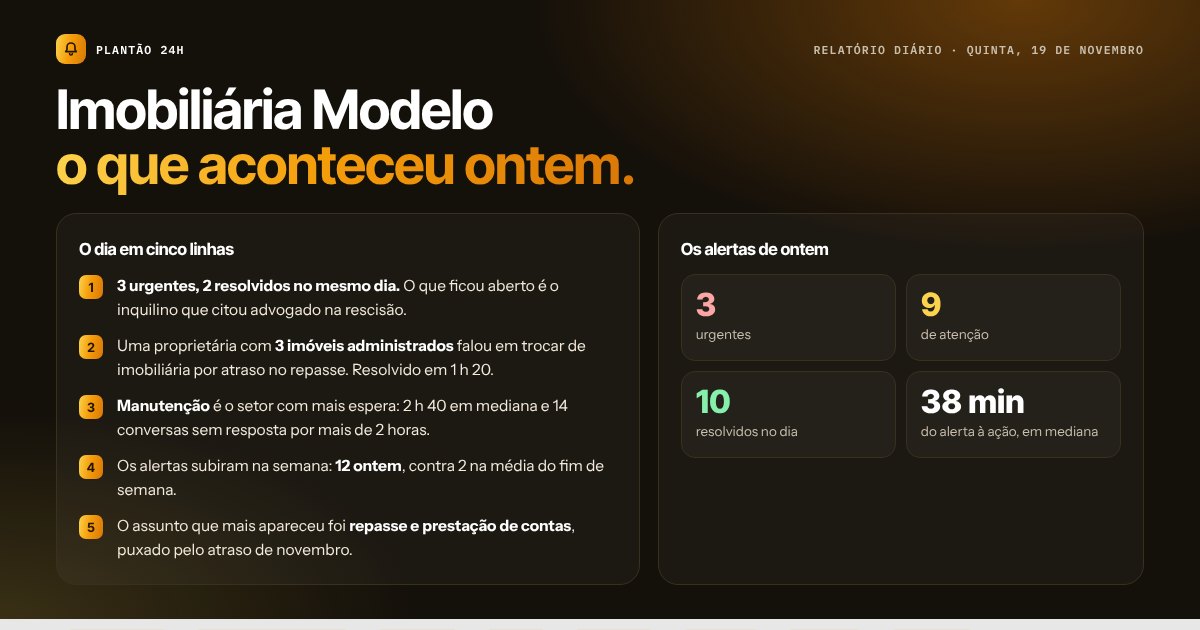 PLANTÃO 24H
RELATÓRIO DIÁRIO · QUINTA, 19 DE NOVEMBRO
Imobiliária Modelo
o que aconteceu ontem.
O dia em cinco linhas
1
3 urgentes, 2 resolvidos no mesmo dia. O que ficou aberto é o
inquilino que citou advogado na rescisão.
2
Uma proprietária com 3 imóveis administrados falou em trocar de
imobiliária por atraso no repasse. Resolvido em 1 h 20.
3
Manutenção é o setor com mais espera: 2 h 40 em mediana e 14
conversas sem resposta por mais de 2 horas.
4
Os alertas subiram na semana: 12 ontem, contra 2 na média do fim de
semana.
5
O assunto que mais apareceu foi repasse e prestação de contas,
puxado pelo atraso de novembro.
Os alertas de ontem
3
urgentes
9
de atenção
10
resolvidos no dia
38 min
do alerta à ação, em mediana